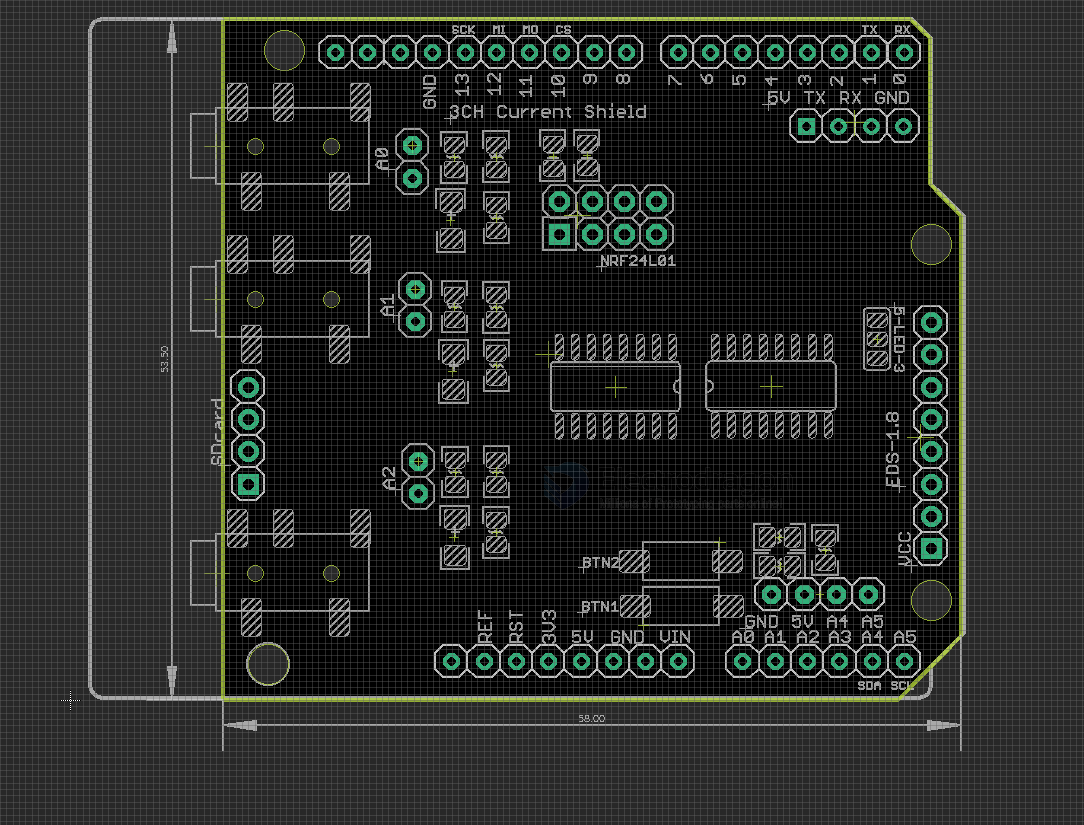 SCK MI MO CS TX RX
GND 13 12 11 10 9 8 7 6 5 4 3 2 1 0
5V TX RX GND
3CH Current Shield
A0
NRF24L01
A1
53.50
5-LED-3
SDcard
EDS-1.8
A2
VCC
BTN2
BTN1
GND 5V A4 A5
REF RST 3V3 5V GND VIN A0 A1 A2 A3 A4 A5
SDA SCL
58.00